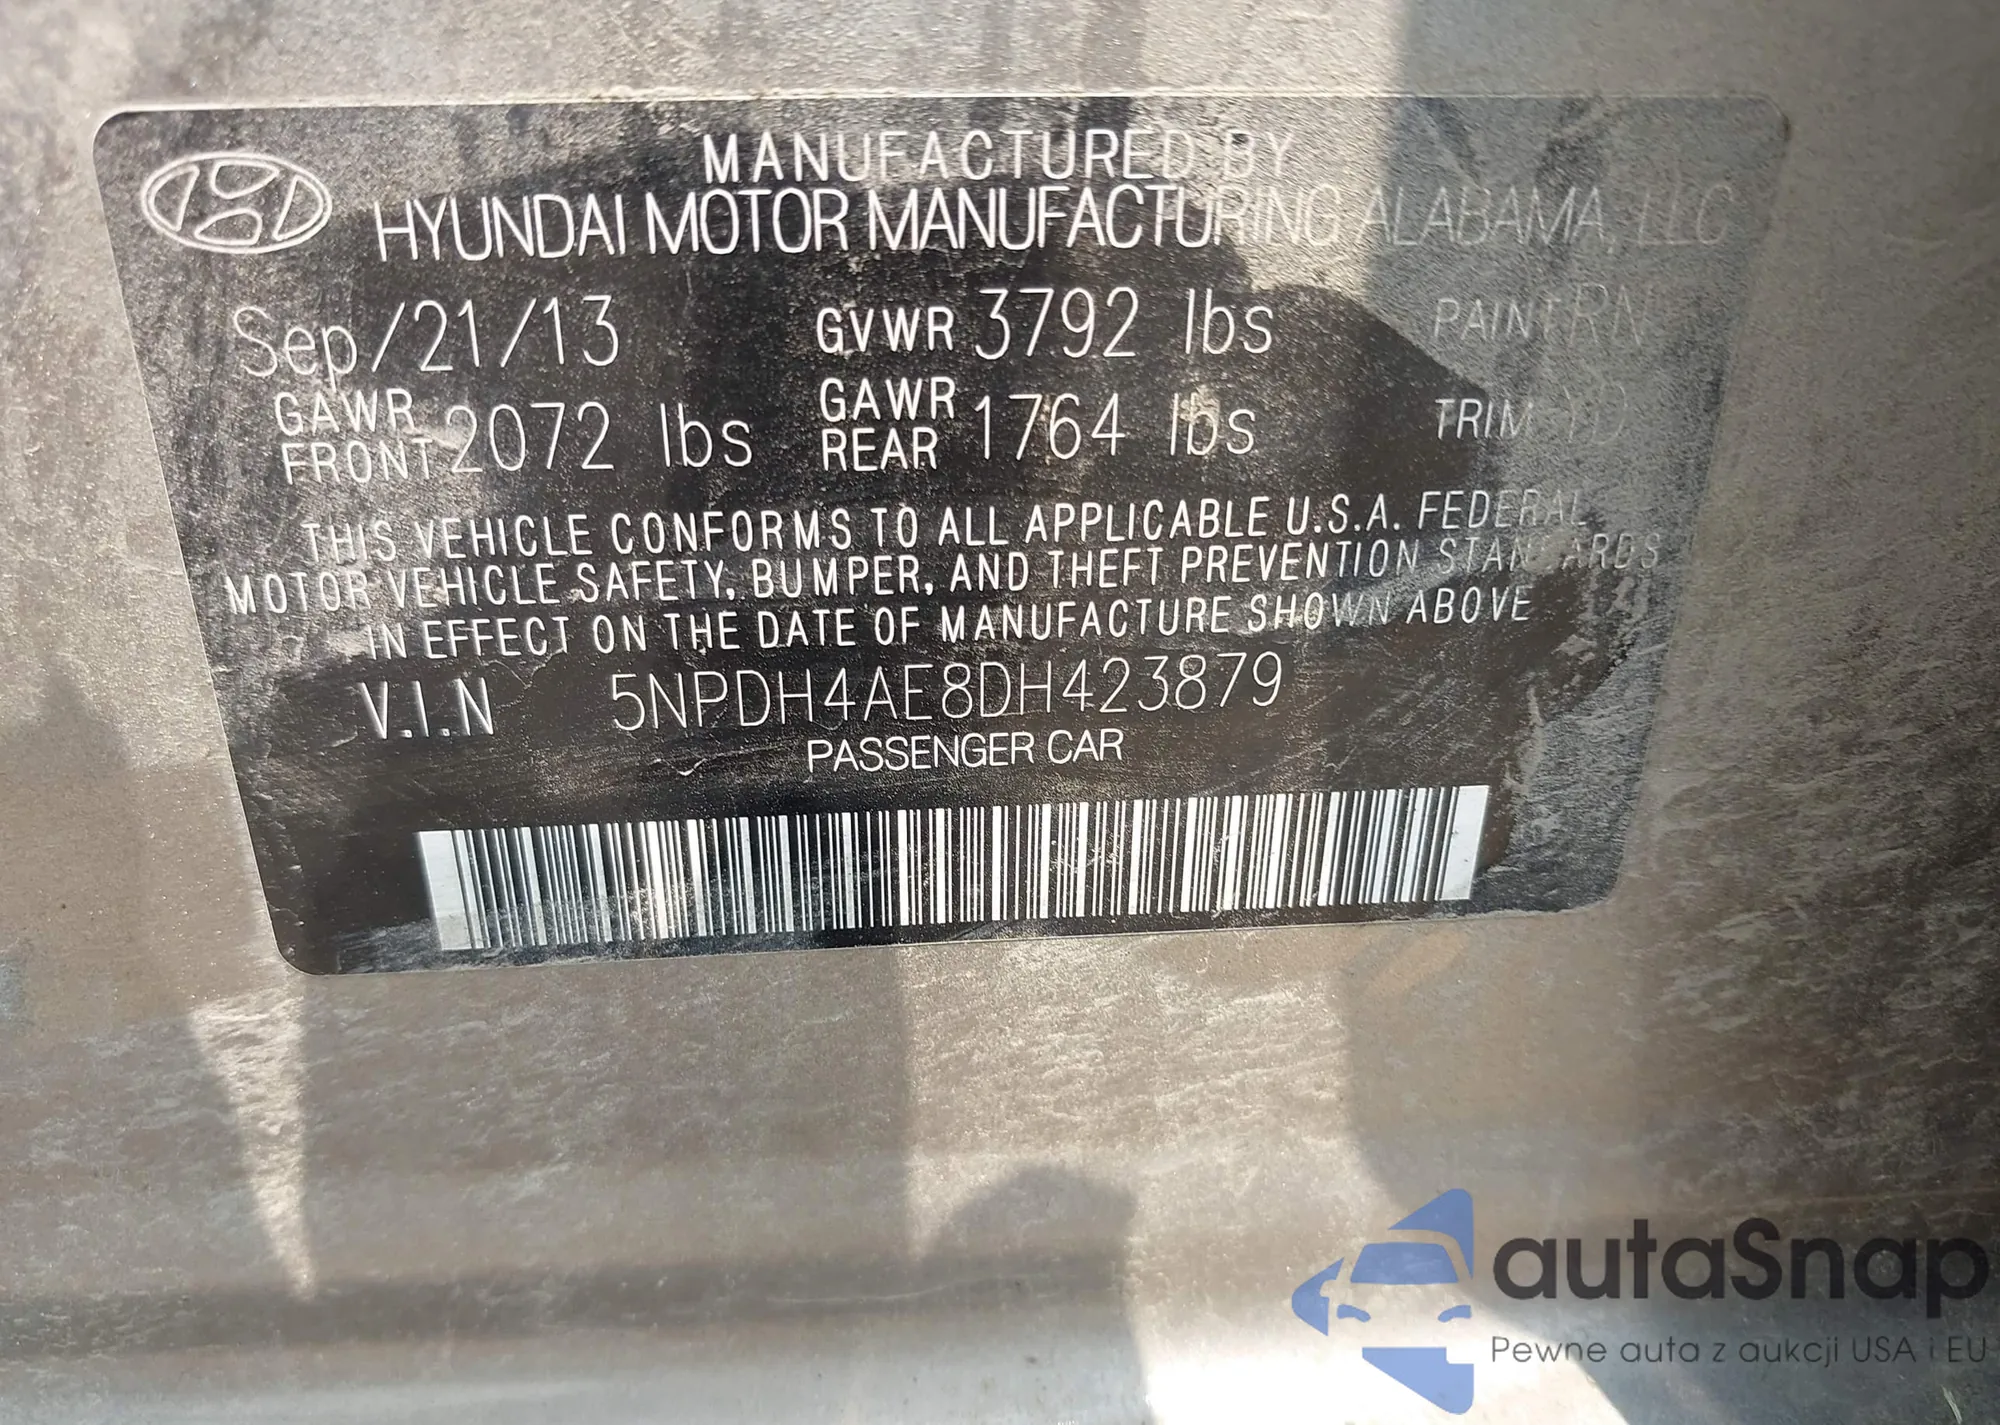 MANUFACTURED BY
HYUNDAI MOTOR MANUFACTURING ALABAMA, LLC
Sep/21/13 GVWR 3792 lbs PAINT
GAWR FRONT 2072 lbs GAWR REAR 1764 lbs TRIM
THIS VEHICLE CONFORMS TO ALL APPLICABLE U.S.A. FEDERAL
MOTOR VEHICLE SAFETY, BUMPER, AND THEFT PREVENTION STANDARDS
IN EFFECT ON THE DATE OF MANUFACTURE SHOWN ABOVE
V.I.N 5NPDH4AE8DH423879
PASSENGER CAR
autaSnap
Pewne auta z aukcji USA i EU